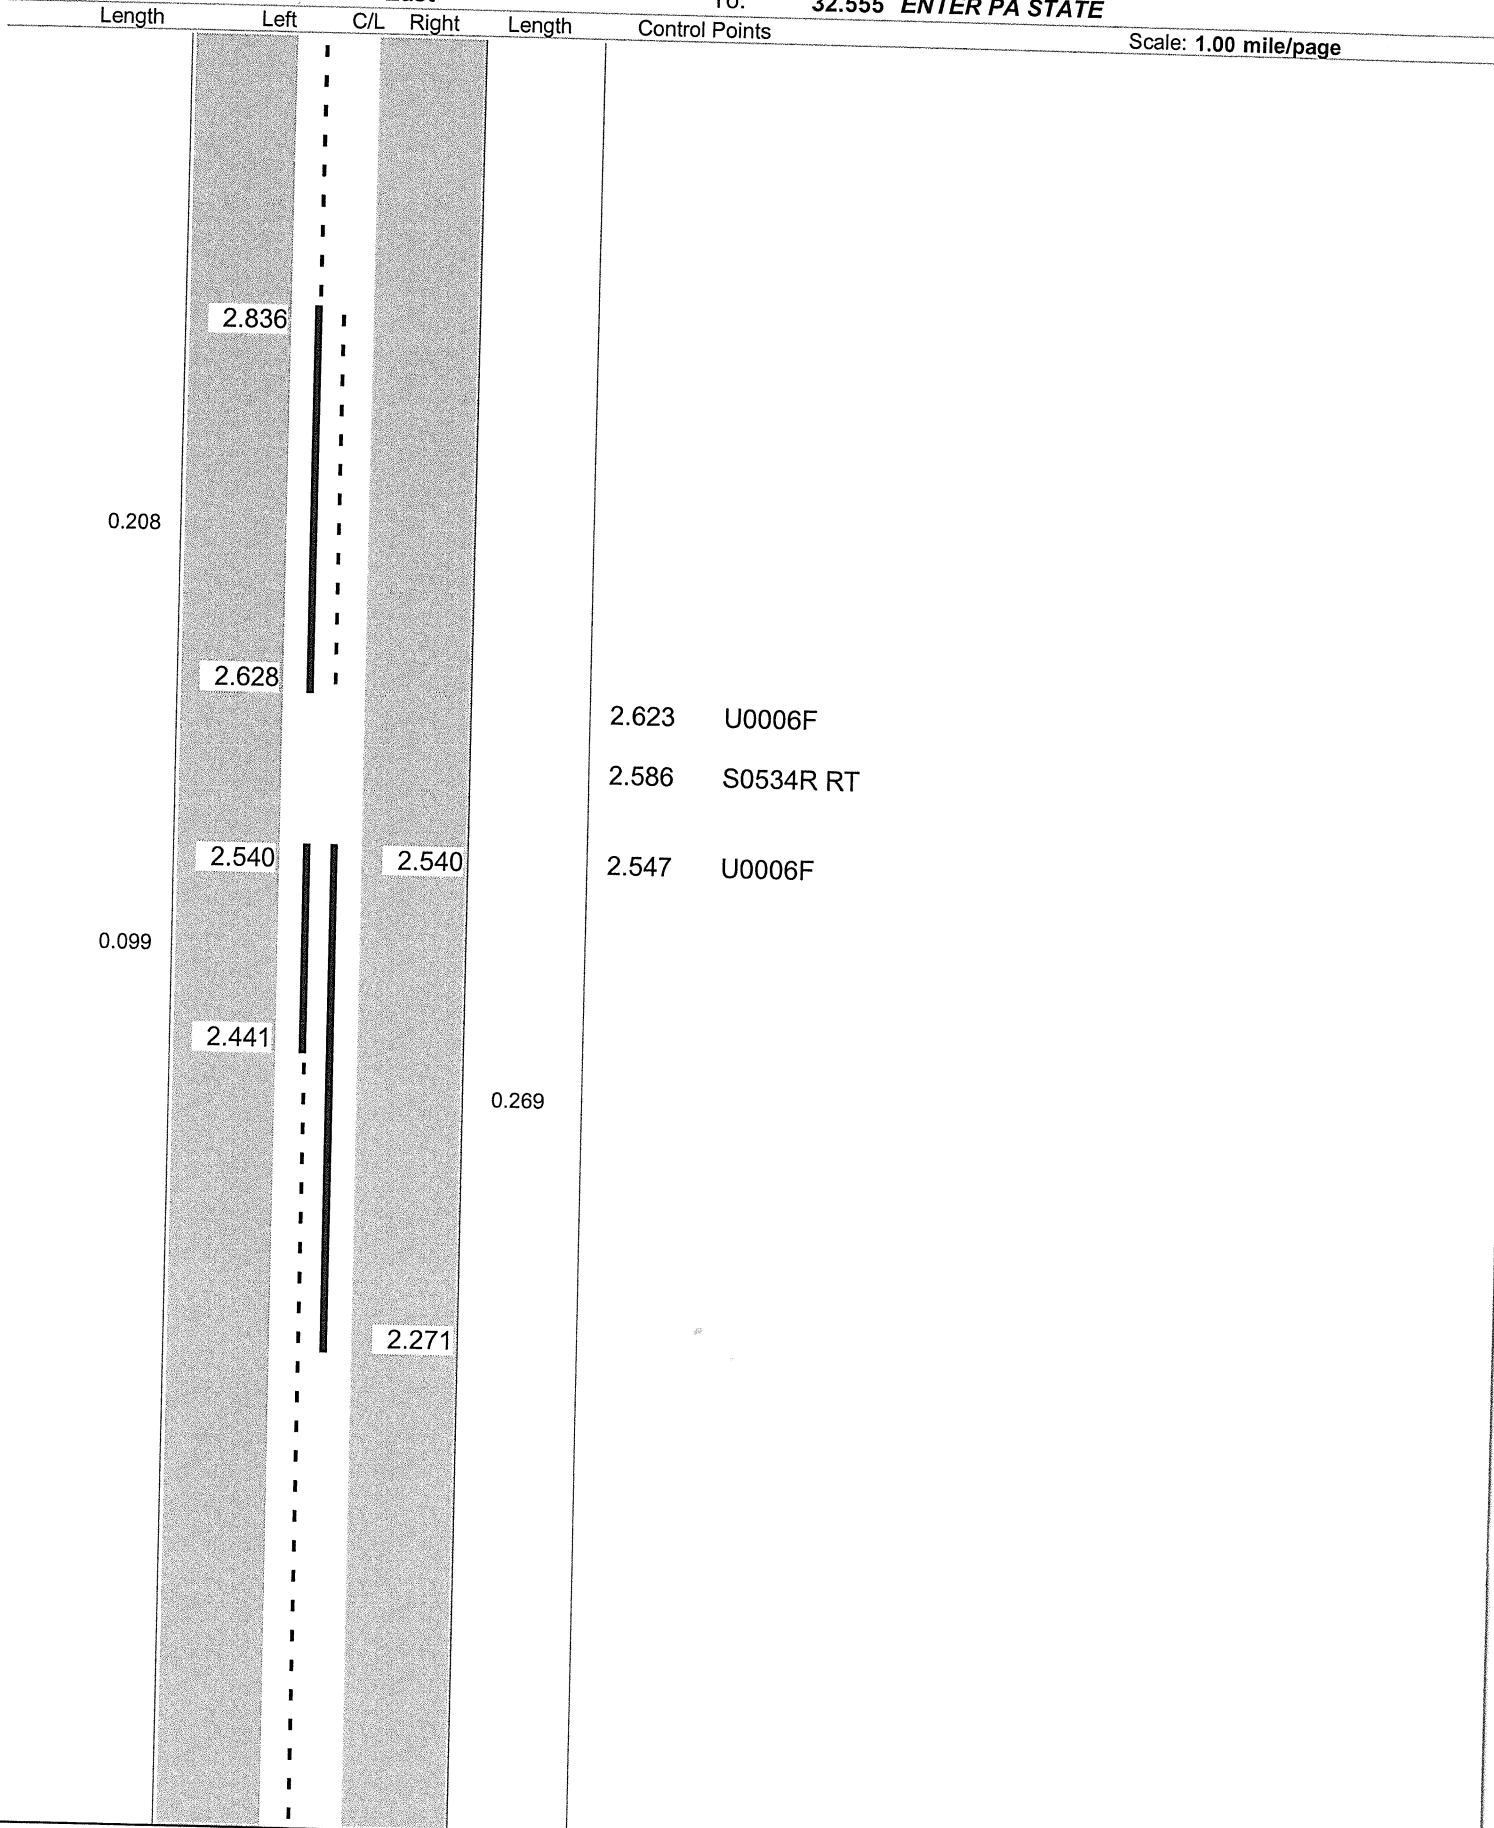 To: 32.555 ENTER PA STATE
Length Left C/L Right Length Control Points Scale: 1.00 mile/page
2.836
0.208
2.628
2.623 U0006F
2.586 S0534R RT
2.540 2.540 2.547 U0006F
0.099
2.441
0.269
2.271